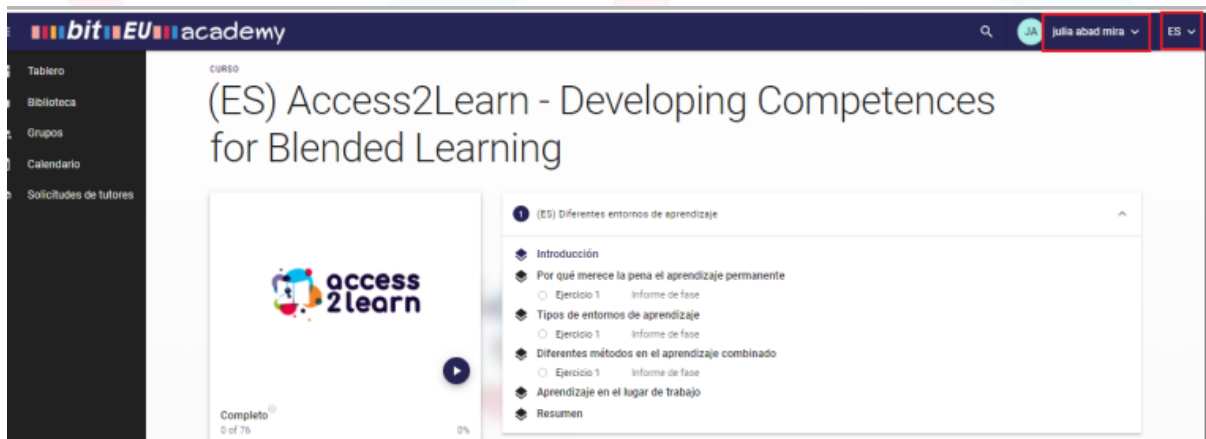 bitEUacademy
JA julia abad mira ES
Tablero
Biblioteca
Grupos
Calendario
Solicitudes de tutores
CURSO
(ES) Access2Learn - Developing Competences
for Blended Learning
access
2learn
Completo
0 of 76 0%
1 (ES) Diferentes entornos de aprendizaje
Introducción
Por qué merece la pena el aprendizaje permanente
Ejercicio 1 Informe de fase
Tipos de entornos de aprendizaje
Ejercicio 1 Informe de fase
Diferentes métodos en el aprendizaje combinado
Ejercicio 1 Informe de fase
Aprendizaje en el lugar de trabajo
Resumen